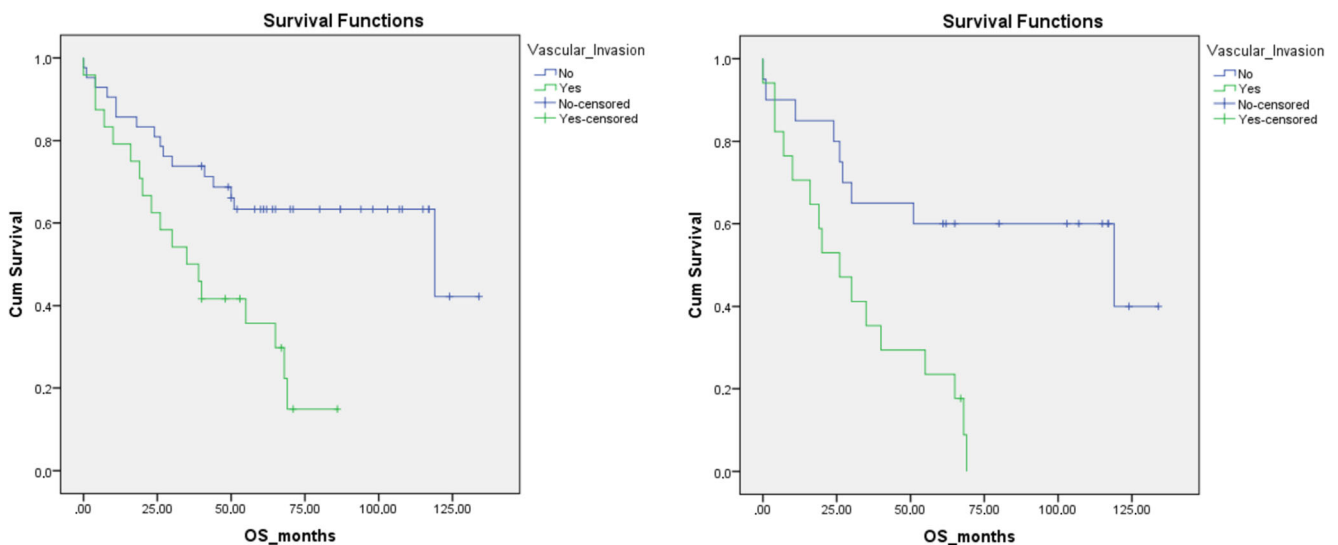 Survival Functions
Vascular_Invasion
No
Yes
No-censored
Yes-censored
1.0
0.8
0.6
0.4
0.2
0.0
Cum Survival
.00 25.00 50.00 75.00 100.00 125.00
OS_months
Survival Functions
Vascular_Invasion
No
Yes
No-censored
Yes-censored
1.0
0.8
0.6
0.4
0.2
0.0
Cum Survival
.00 25.00 50.00 75.00 100.00 125.00
OS_months